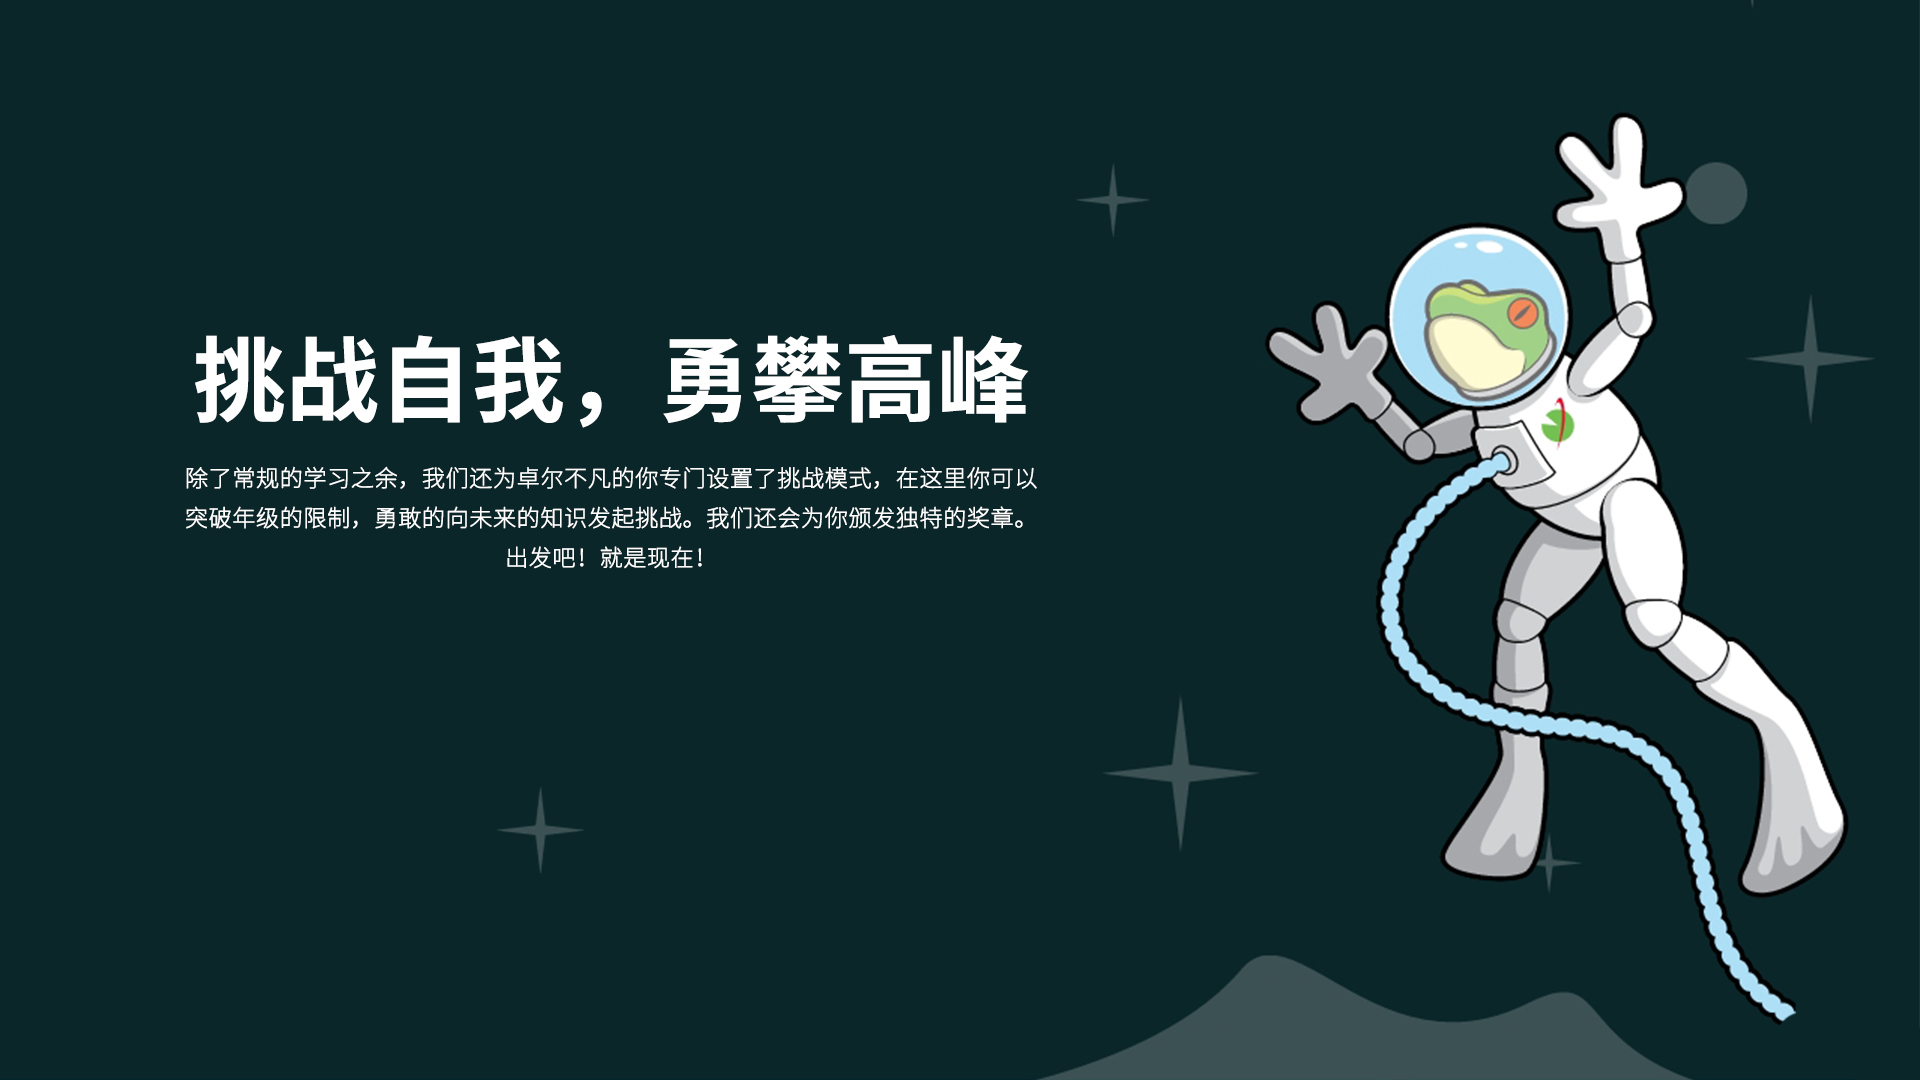 挑战自我，勇攀高峰
除了常规的学习之余，我们还为卓尔不凡的你专门设置了挑战模式，在这里你可以
突破年级的限制，勇敢的向未来的知识发起挑战。我们还会为你颁发独特的奖章。
出发吧！就是现在！